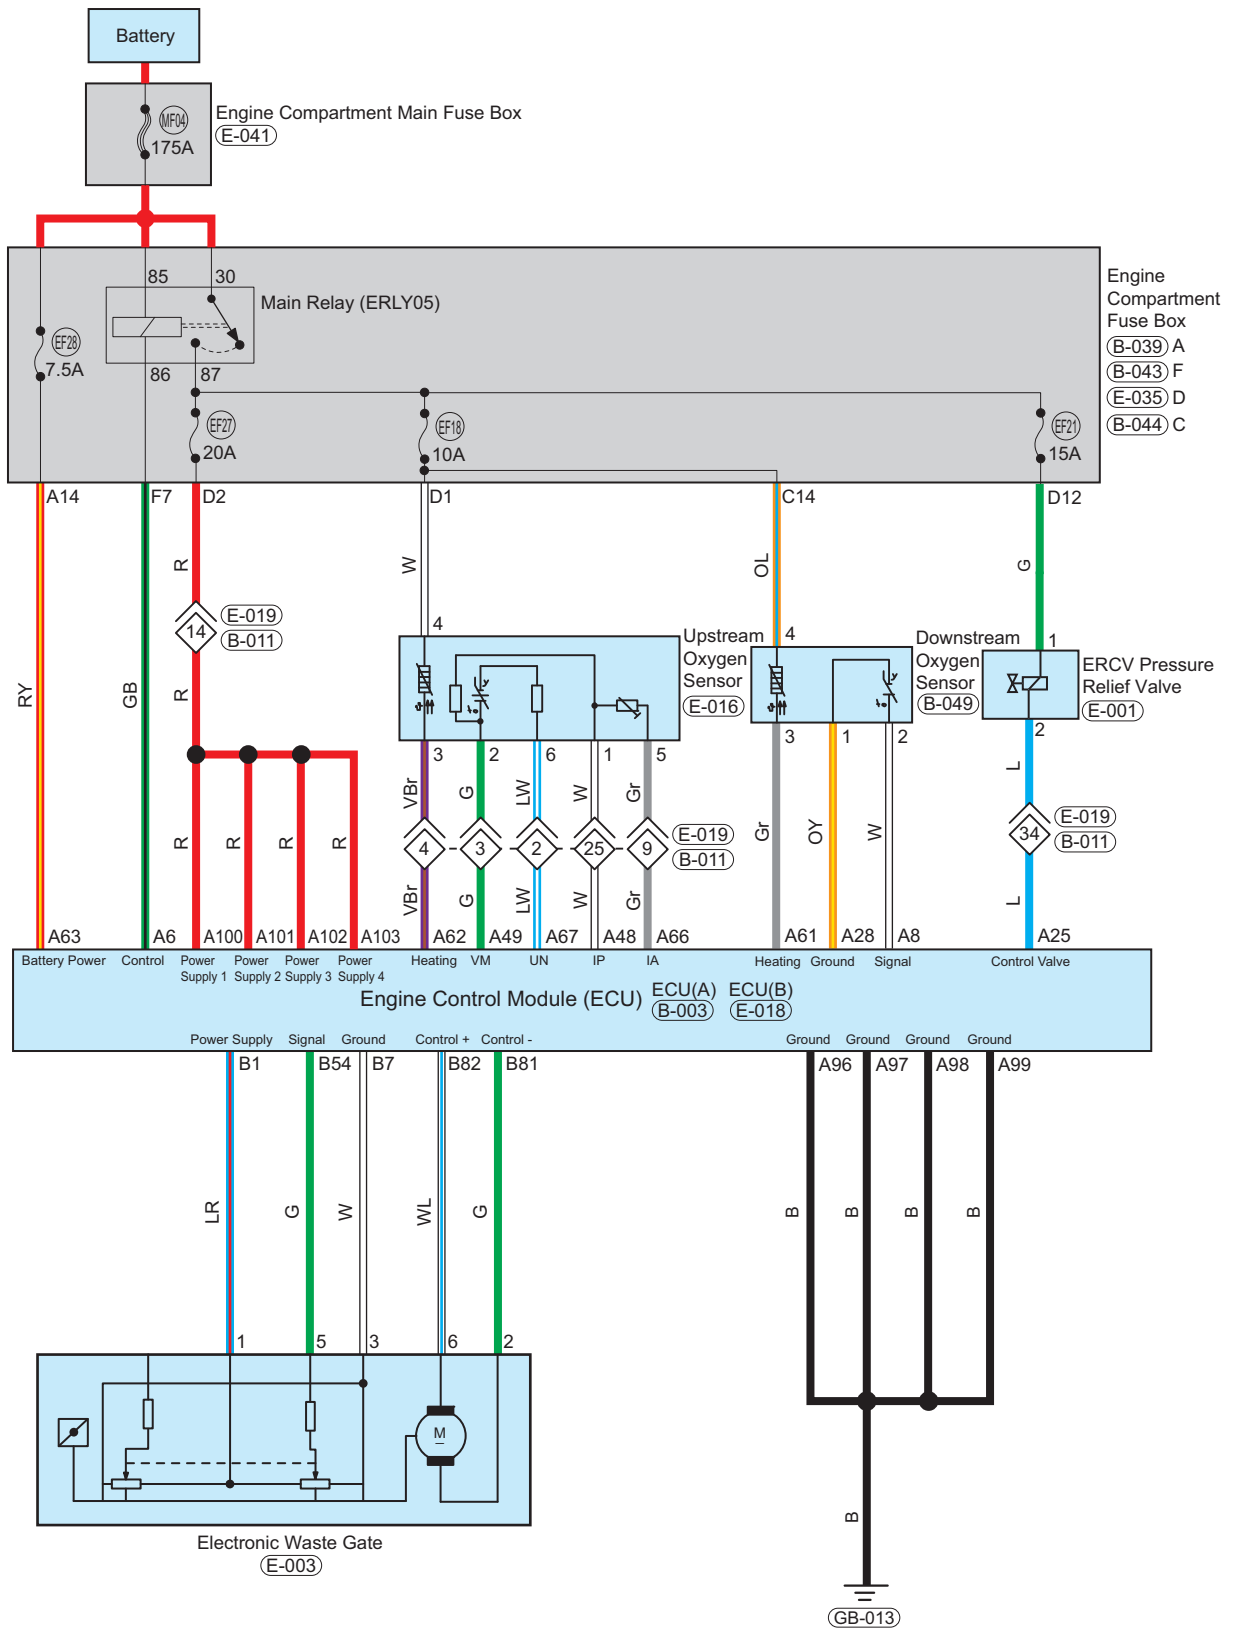 Battery
MF04
175A
Engine Compartment Main Fuse Box
E-041
85 30
Main Relay (ERLY05)
EF28
7.5A
86 87
EF27
20A
EF18
10A
EF21
15A
Engine
Compartment
Fuse Box
B-039 A
B-043 F
E-035 D
B-044 C
A14 F7 D2 D1 C14 D12
R W OL G
14
E-019
B-011
RY GB R
4
Upstream
Oxygen
Sensor
E-016
4
Downstream
Oxygen
Sensor
B-049
1
ERCV Pressure
Relief Valve
E-001
3 2 6 1 5 3 1 2 2
VBr G LW W Gr L
R R R R
4 3 2 25 9
E-019
B-011
Gr OY W
34
E-019
B-011
VBr G LW W Gr L
A63 A6 A100 A101 A102 A103 A62 A49 A67 A48 A66 A61 A28 A8 A25
Battery Power Control Power Supply 1 Power Supply 2 Power Supply 3 Power Supply 4 Heating VM UN IP IA Heating Ground Signal Control Valve
Engine Control Module (ECU) ECU(A) B-003 ECU(B) E-018
Power Supply Signal Ground Control + Control - Ground Ground Ground Ground
B1 B54 B7 B82 B81 A96 A97 A98 A99
LR G W WL G B B B B
1 5 3 6 2
M
Electronic Waste Gate
E-003
B
GB-013